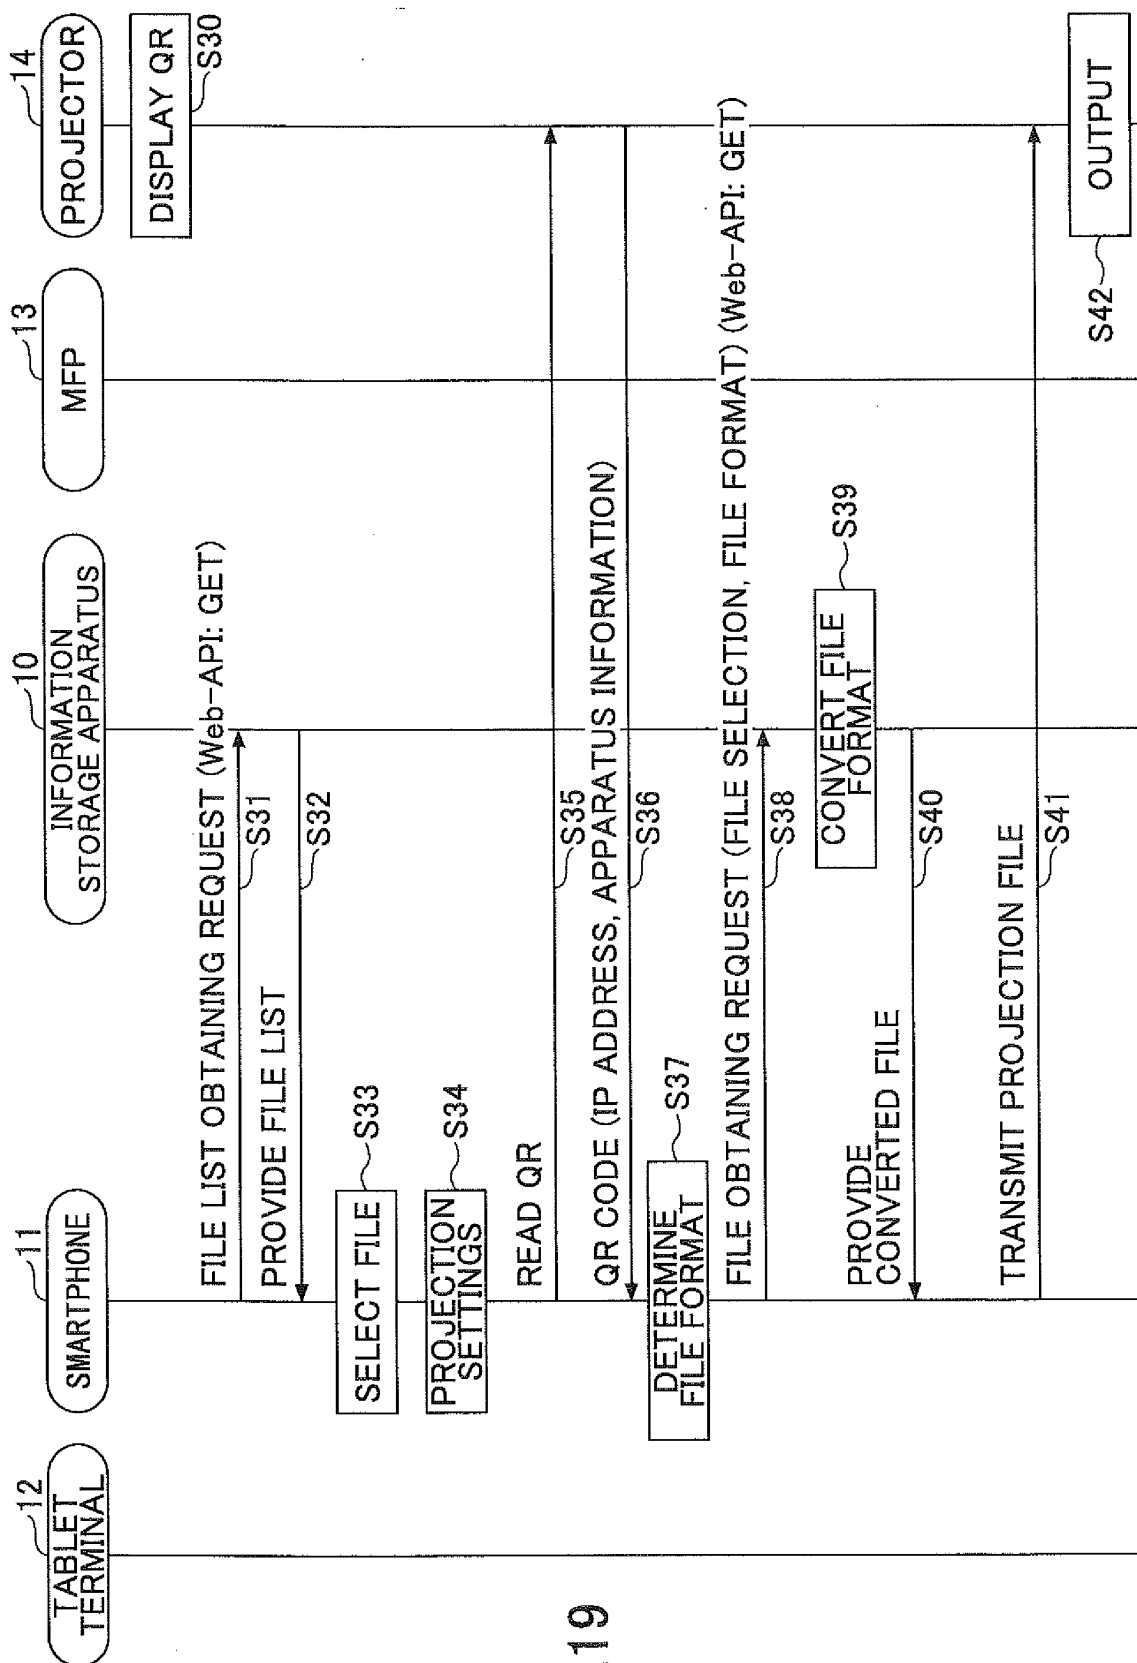 12
TABLET
TERMINAL
11
SMARTPHONE
10
INFORMATION
STORAGE APPARATUS
13
MFP
14
PROJECTOR
DISPLAY QR
S30
FILE LIST OBTAINING REQUEST (Web-API: GET)
S31
PROVIDE FILE LIST
S32
SELECT FILE
S33
PROJECTION
SETTINGS
S34
READ QR
S35
QR CODE (IP ADDRESS, APPARATUS INFORMATION)
S36
DETERMINE
FILE FORMAT
S37
FILE OBTAINING REQUEST (FILE SELECTION, FILE FORMAT) (Web-API: GET)
S38
CONVERT FILE
FORMAT
S39
PROVIDE
CONVERTED FILE
S40
TRANSMIT PROJECTION FILE
S41
OUTPUT
S42
19